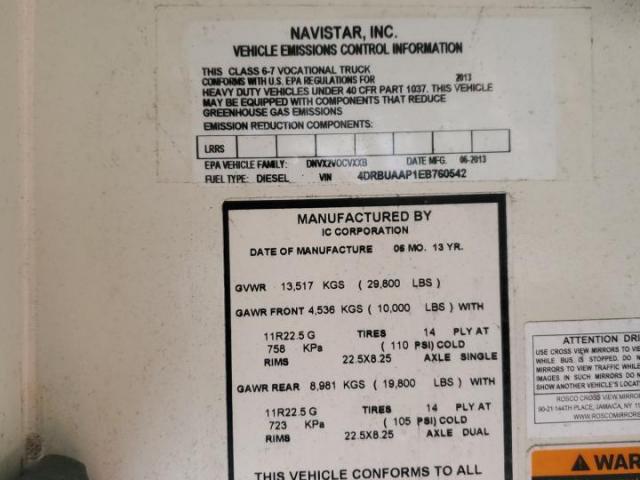 NAVISTAR, INC.
VEHICLE EMISSIONS CONTROL INFORMATION
THIS CLASS 6-7 VOCATIONAL TRUCK
CONFORMS WITH U.S. EPA REGULATIONS FOR 2013
HEAVY DUTY VEHICLES UNDER 40 CFR PART 1037. THIS VEHICLE
MAY BE EQUIPPED WITH COMPONENTS THAT REDUCE
GREENHOUSE GAS EMISSIONS
EMISSION REDUCTION COMPONENTS:
LRRS
EPA VEHICLE FAMILY: DNVX2VOCVXXB DATE MFG. 06-2013
FUEL TYPE: DIESEL VIN 4DRBUAAP1EB760542
MANUFACTURED BY
IC CORPORATION
DATE OF MANUFACTURE 06 MO. 13 YR.
GVWR 13,517 KGS ( 29,800 LBS )
GAWR FRONT 4,536 KGS ( 10,000 LBS ) WITH
11R22.5 G TIRES 14 PLY AT
758 KPa ( 110 PSI) COLD
RIMS 22.5X8.25 AXLE SINGLE
GAWR REAR 8,981 KGS ( 19,800 LBS ) WITH
11R22.5 G TIRES 14 PLY AT
723 KPa ( 105 PSI) COLD
RIMS 22.5X8.25 AXLE DUAL
THIS VEHICLE CONFORMS TO ALL
ATTENTION DRI
USE CROSS VIEW MIRRORS TO VIE
WHILE BUS IS STOPPED. DO N
MIRRORS TO VIEW TRAFFIC WHILE
IMAGES IN SUCH MIRRORS DO N
SHOW ANOTHER VEHICLE'S LOCAT
ROSCO CROSS VIEW MIRROR
90-21 144TH PLACE, JAMAICA, NY 11
WWW.ROSCOMIRRORS
WAR